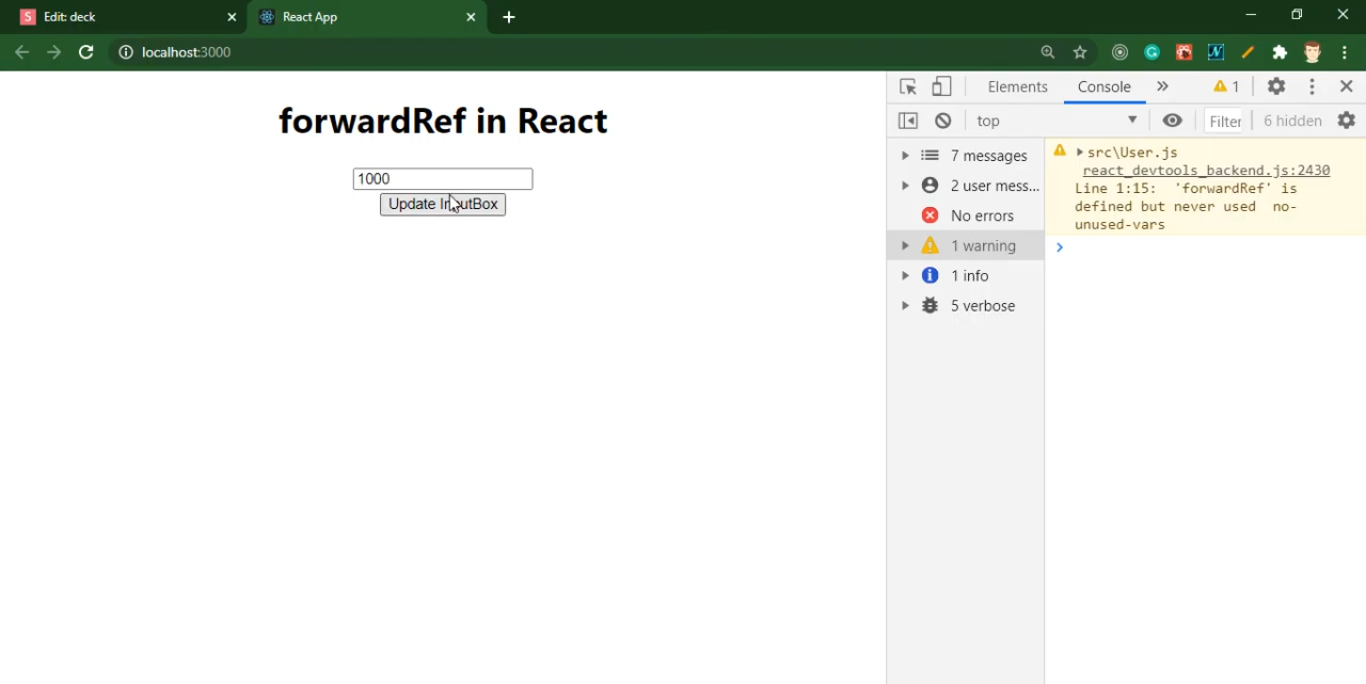 Edit: deck
React App
localhost:3000
forwardRef in React
1000
Update In utBox
Elements
Console
1
top
Filter
6 hidden
7 messages
2 user mess...
No errors
1 warning
1 info
5 verbose
src\User.js
react_devtools_backend.js:2430
Line 1:15: 'forwardRef' is
defined but never used no-
unused-vars